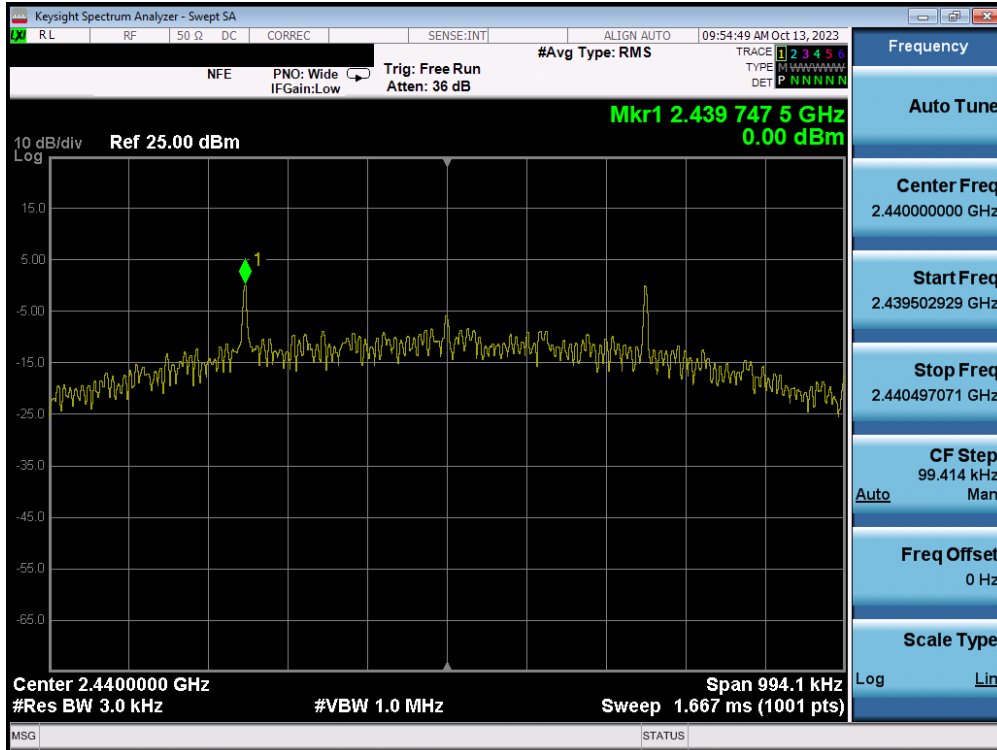 Keysight Spectrum Analyzer - Swept SA
LXI RL RF 50 Ω DC CORREC SENSE:INT ALIGN AUTO 09:54:49 AM Oct 13, 2023
#Avg Type: RMS TRACE 1 2 3 4 5 6
NFE PNO: Wide Trig: Free Run TYPE M W W W W W
IFGain:Low Atten: 36 dB DET P N N N N N
Mkr1 2.439 747 5 GHz
0.00 dBm
10 dB/div Ref 25.00 dBm
Log
15.0
5.00
1
-5.00
-15.0
-25.0
-35.0
-45.0
-55.0
-65.0
Center 2.4400000 GHz Span 994.1 kHz
#Res BW 3.0 kHz #VBW 1.0 MHz Sweep 1.667 ms (1001 pts)
MSG STATUS
Frequency
Auto Tune
Center Freq
2.440000000 GHz
Start Freq
2.439502929 GHz
Stop Freq
2.440497071 GHz
CF Step
99.414 kHz
Auto Man
Freq Offset
0 Hz
Scale Type
Log Lin